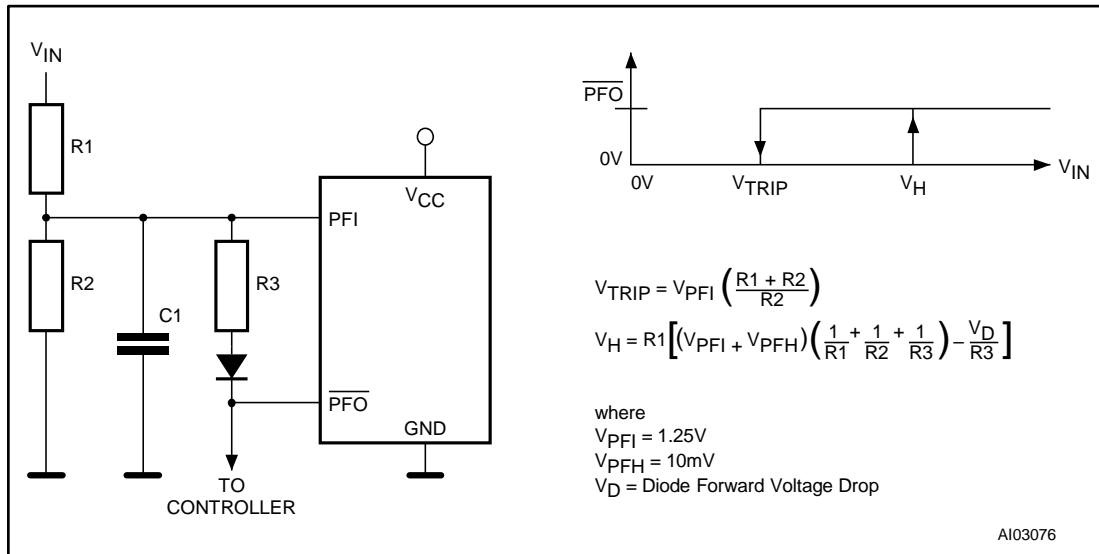 VIN
R1
R2
C1
R3
VCC
PFI
PFO
GND
TO
CONTROLLER
PFO
0V
0V
VTRIP
VH
VIN
VTRIP = VPFI (R1 + R2 / R2)
VH = R1[(VPFI + VPFH)(1/R1 + 1/R2 + 1/R3) – VD/R3]
where
VPFI = 1.25V
VPFH = 10mV
VD = Diode Forward Voltage Drop
AI03076